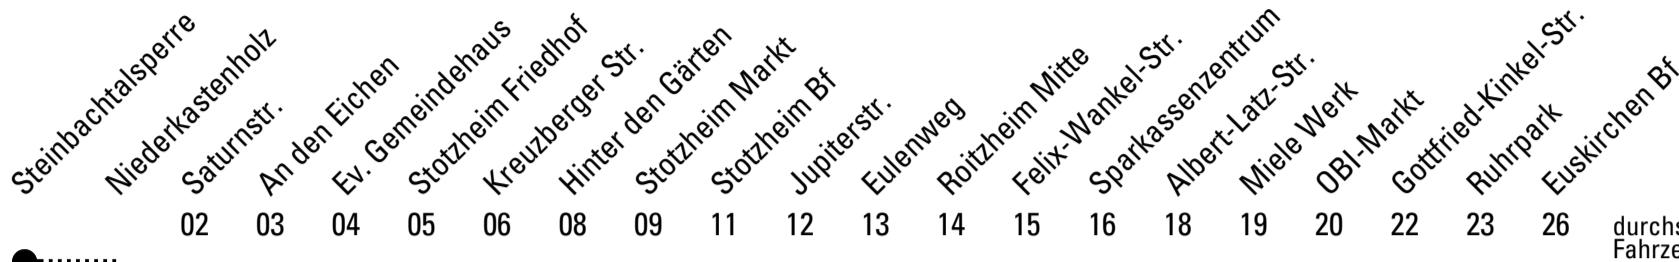 Steinbachtalsperre
Niederkastenholz
Saturnstr.
An den Eichen
Ev. Gemeindehaus
Stotzheim Friedhof
Kreuzberger Str.
Hinter den Gärten
Stotzheim Markt
Stotzheim Bf
Jupiterstr.
Eulenweg
Roitzheim Mitte
Felix-Wankel-Str.
Sparkassenzentrum
Albert-Latz-Str.
Miele Werk
OBI-Markt
Gottfried-Kinkel-Str.
Ruhrpark
Euskirchen Bf
02 03 04 05 06 08 09 11 12 13 14 15 16 18 19 20 22 23 26
durchs
Fahrze